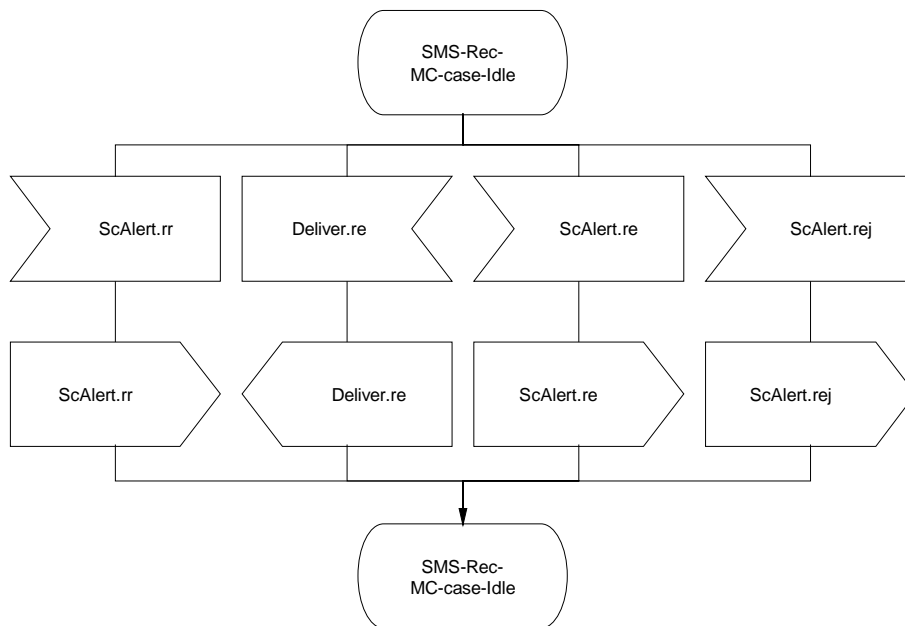 SMS-Rec-
MC-case-Idle
ScAlert.rr
Deliver.re
ScAlert.re
ScAlert.rej
ScAlert.rr
Deliver.re
ScAlert.re
ScAlert.rej
SMS-Rec-
MC-case-Idle